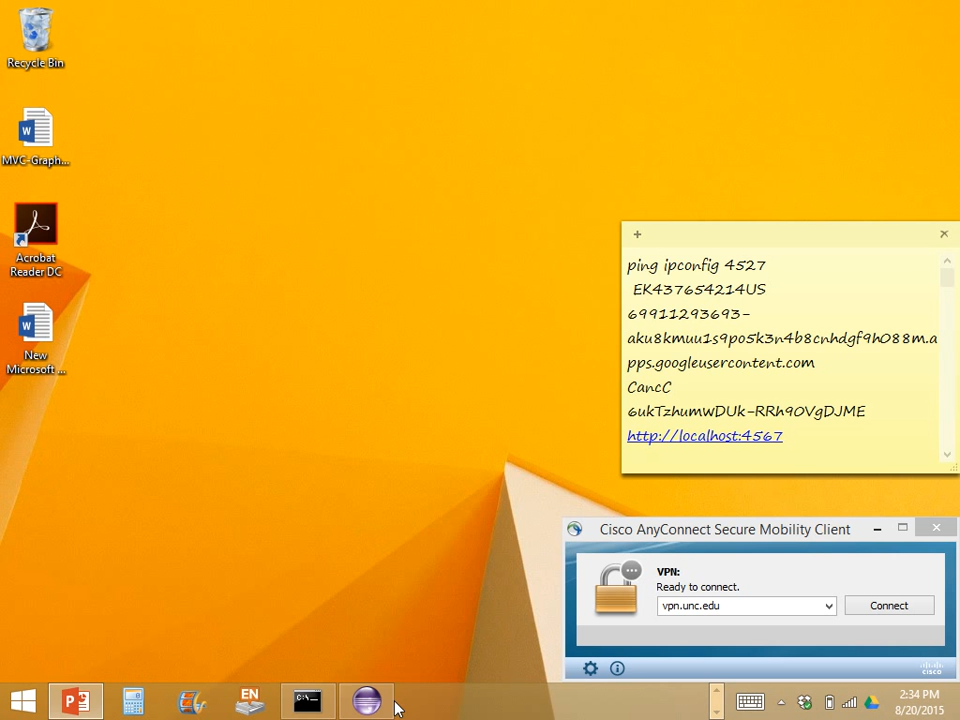 Recycle Bin
MVC-Graph...
Acrobat
Reader DC
New
Microsoft ...
ping ipconfig 4527
EK437654214US
69911293693-
aku8kmuu1s9po5k3n4b8cnhdgf9h088m.a
pps.googleusercontent.com
CancC
6ukTzhumwDUk-RRh9OVgDJME
http://localhost:4567
Cisco AnyConnect Secure Mobility Client
VPN:
Ready to connect.
vpn.unc.edu
Connect
cisco
EN
C:\
2:34 PM
8/20/2015